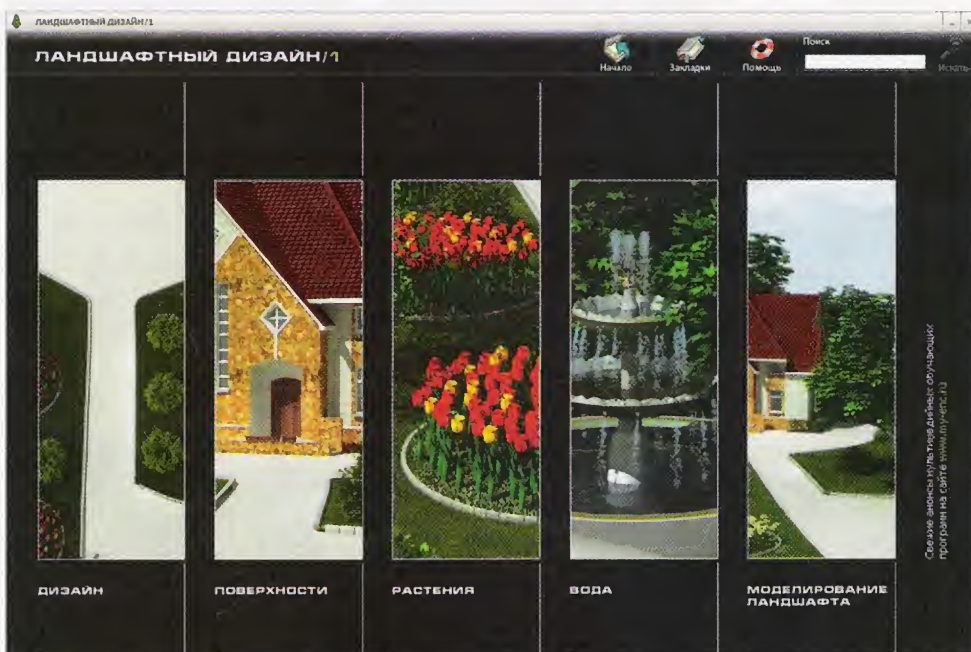 ЛАНДШАФТНЫЙ ДИЗАЙН/1
ЛАНДШАФТНЫЙ ДИЗАЙН/1
Начало
Закладки
Помощь
Поиск
Искать
ДИЗАЙН
ПОВЕРХНОСТИ
РАСТЕНИЯ
ВОДА
МОДЕЛИРОВАНИЕ
ЛАНДШАФТА
Свежие анонсы мультимедийных обучающих
программ на сайте www.my-enc.ru